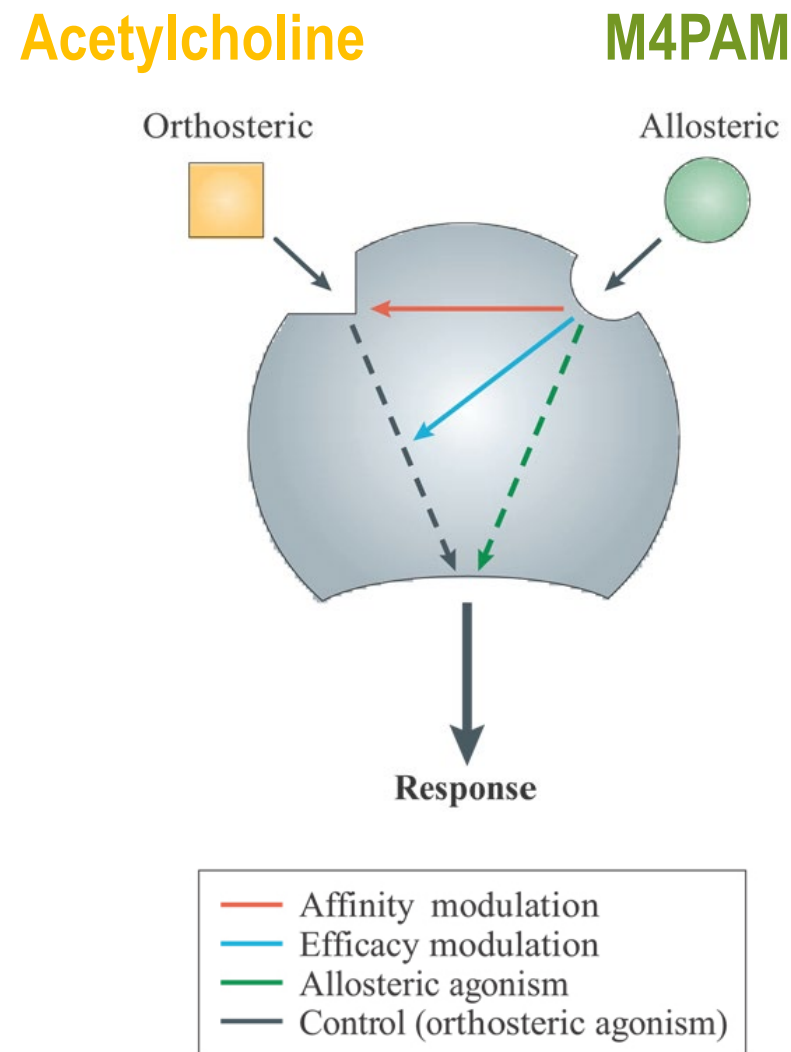 Acetylcholine M4PAM
Orthosteric Allosteric
Response
Affinity modulation
Efficacy modulation
Allosteric agonism
Control (orthosteric agonism)